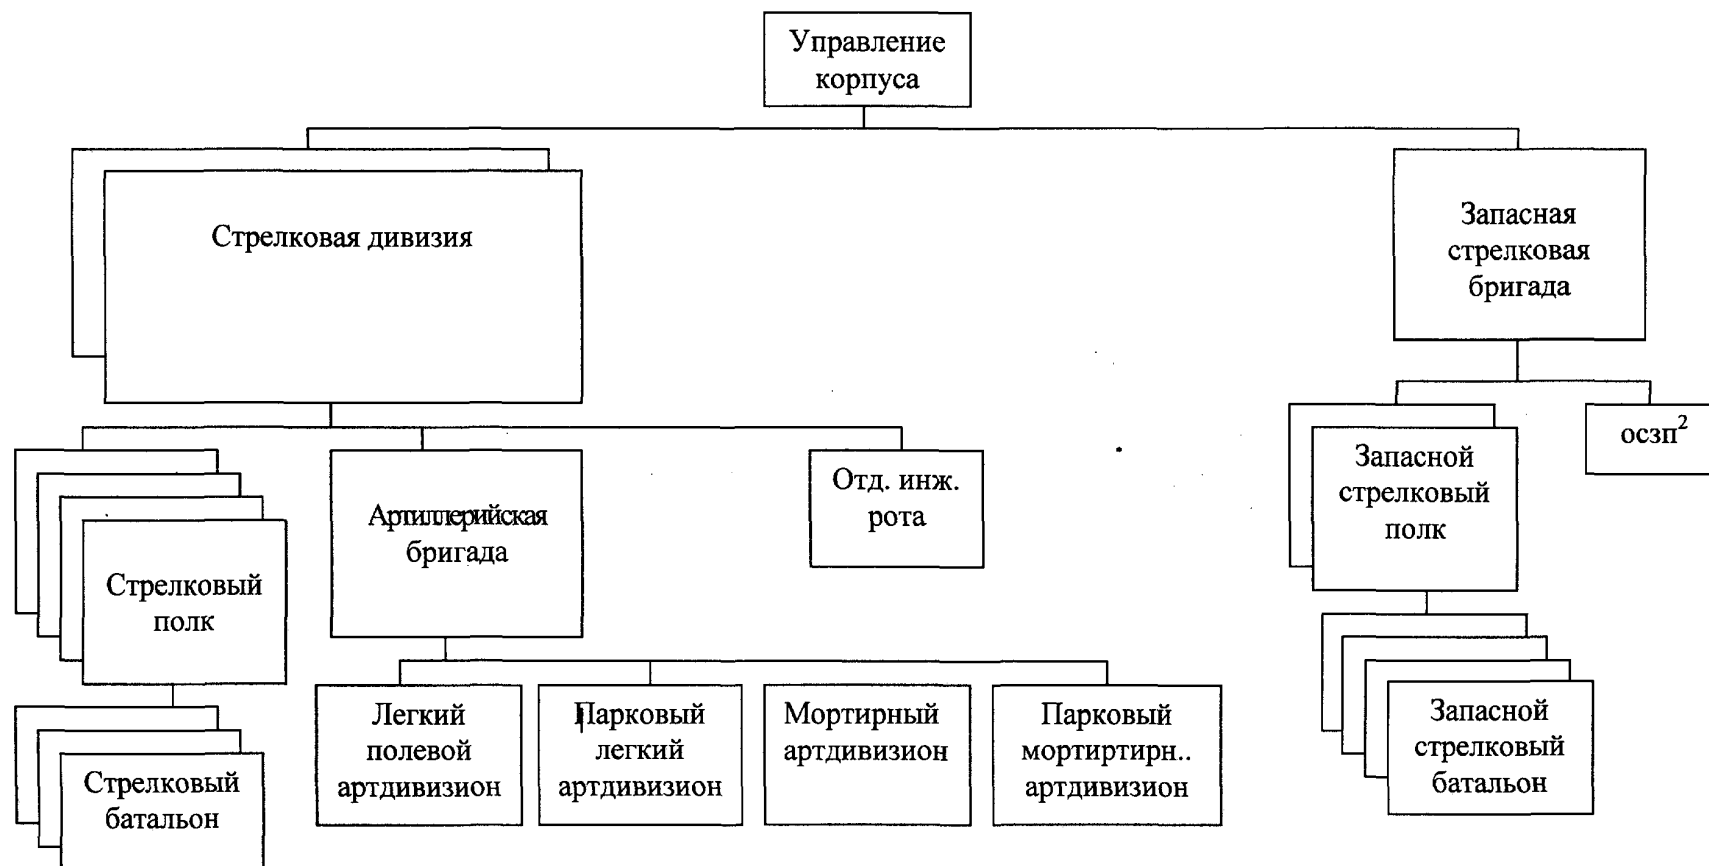 Управление
корпуса
Стрелковая дивизия
Запасная
стрелковая
бригада
осзп²
Запасной
стрелковый
полк
Отд. инж.
рота
Артиллерийская
бригада
Стрелковый
полк
Легкий
полевой
артдивизион
Парковый
легкий
артдивизион
Мортирный
артдивизион
Парковый
мортиртирн..
артдивизион
Запасной
стрелковый
батальон
Стрелковый
батальон